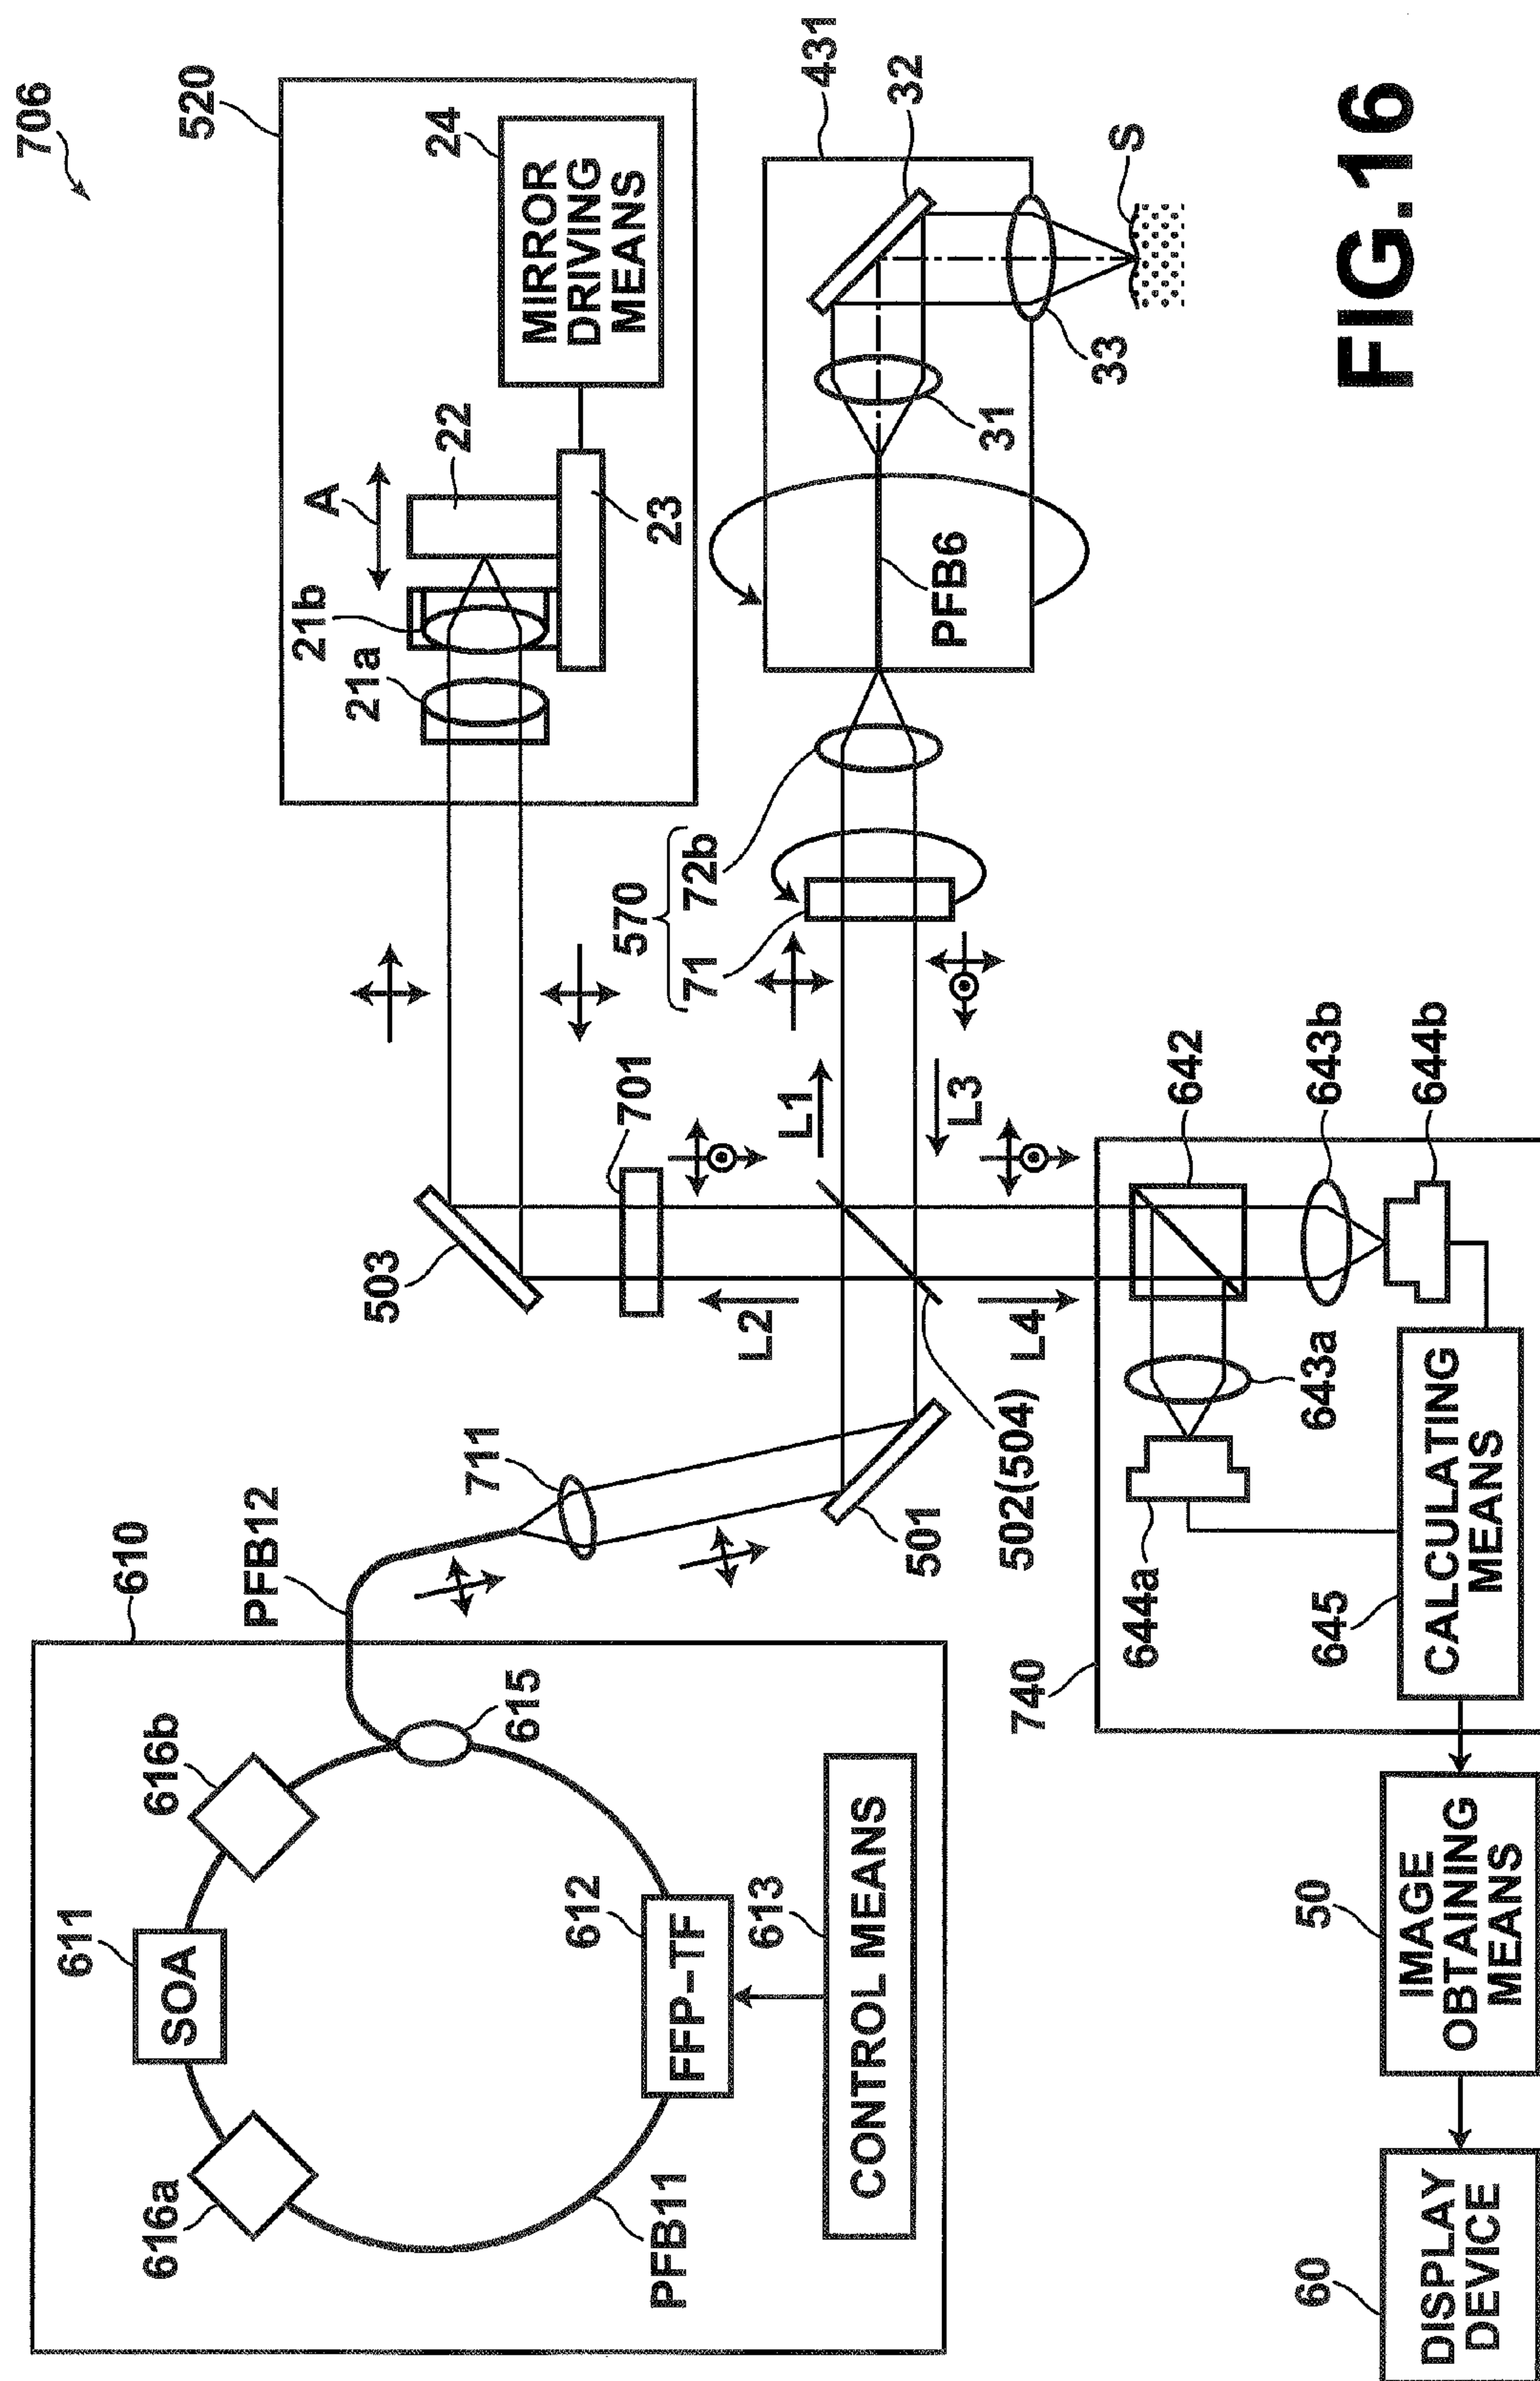 706
610
PFB12
616b
611
SOA
616a
615
612
FFP-TF
613
CONTROL MEANS
PFB11
711
501
503
701
L2
L1
L3
L4
502(504)
520
21a
21b
A
22
23
24
MIRROR
DRIVING
MEANS
570
71
72b
PFB6
431
31
32
33
S
740
642
643a
643b
644a
644b
645
CALCULATING
MEANS
50
IMAGE
OBTAINING
MEANS
60
DISPLAY
DEVICE
FIG.16